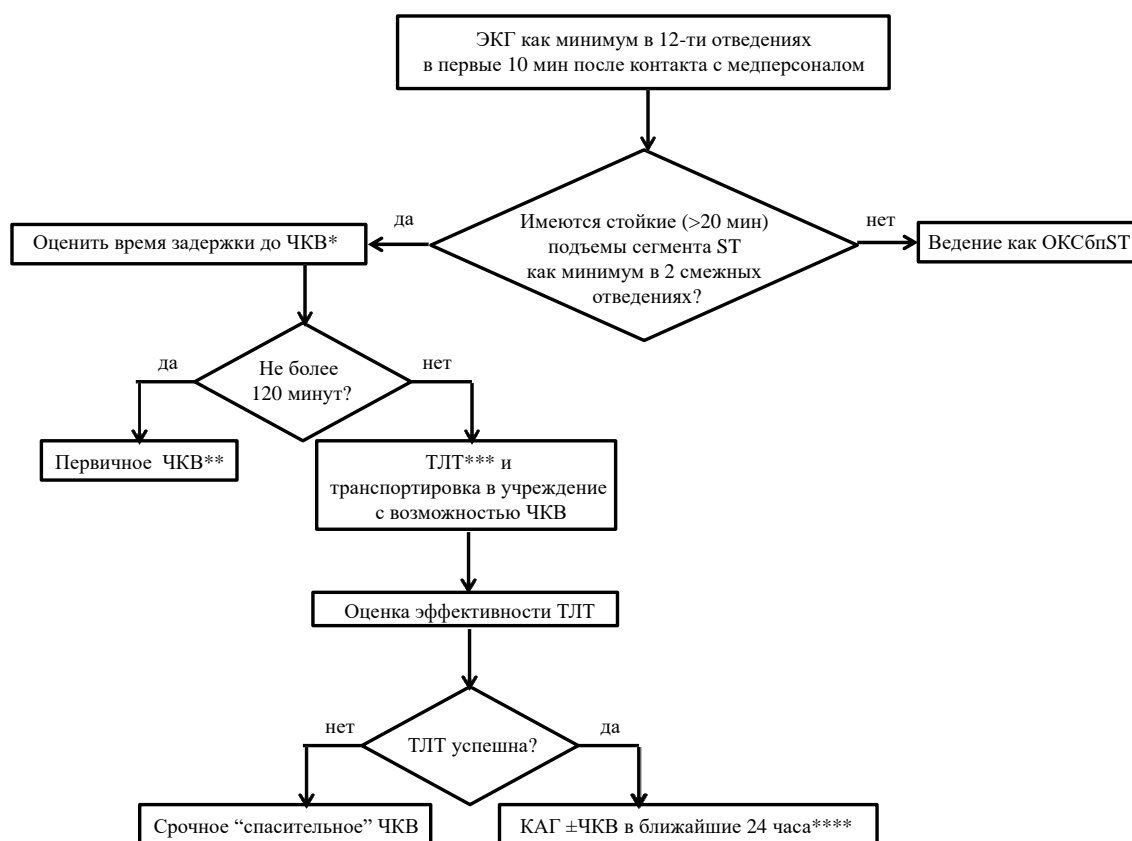 ЭКГ как минимум в 12-ти отведениях
в первые 10 мин после контакта с медперсоналом
Имеются стойкие (>20 мин)
подъемы сегмента ST
как минимум в 2 смежных
отведениях?
да
нет
Оценить время задержки до ЧКВ*
Ведение как ОКСбпST
Не более
120 минут?
да
нет
Первичное ЧКВ**
ТЛТ*** и
транспортировка в учреждение
с возможностью ЧКВ
Оценка эффективности ТЛТ
ТЛТ успешна?
нет
да
Срочное “спасительное” ЧКВ
КАГ ±ЧКВ в ближайшие 24 часа****